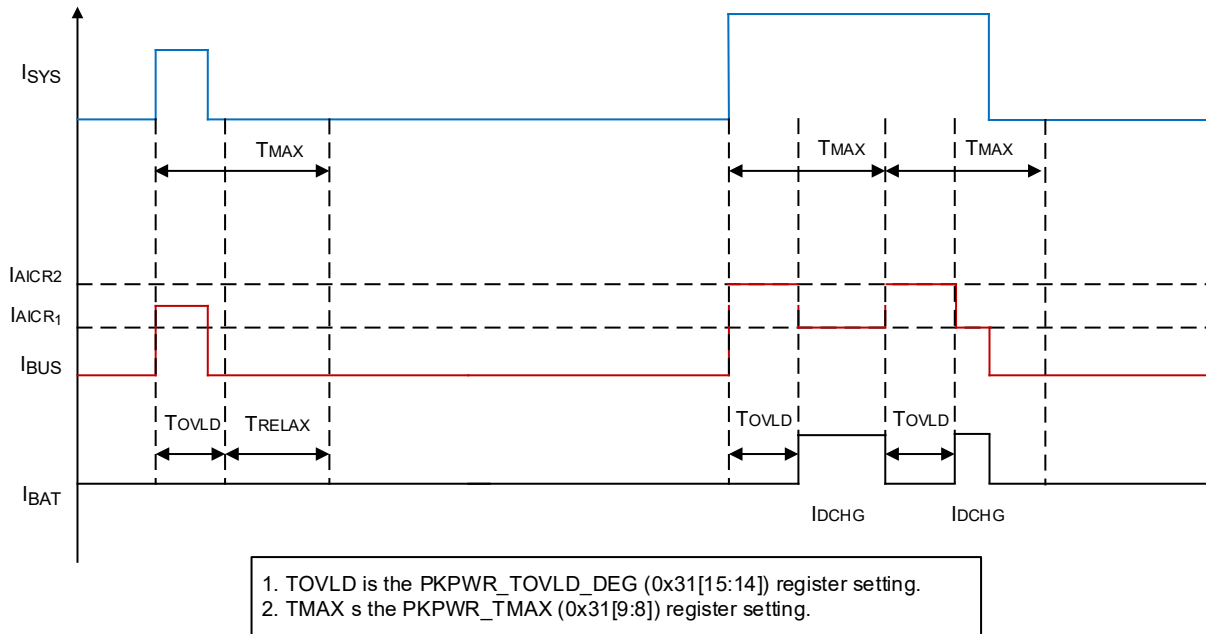 ISYS
TMAX
TMAX
TMAX
IAICR2
IAICR1
IBUS
TOVLD
TRELAX
TOVLD
TOVLD
IBAT
IDCHG
IDCHG
1. TOVLD is the PKPWR_TOVLD_DEG (0x31[15:14]) register setting.
2. TMAX s the PKPWR_TMAX (0x31[9:8]) register setting.